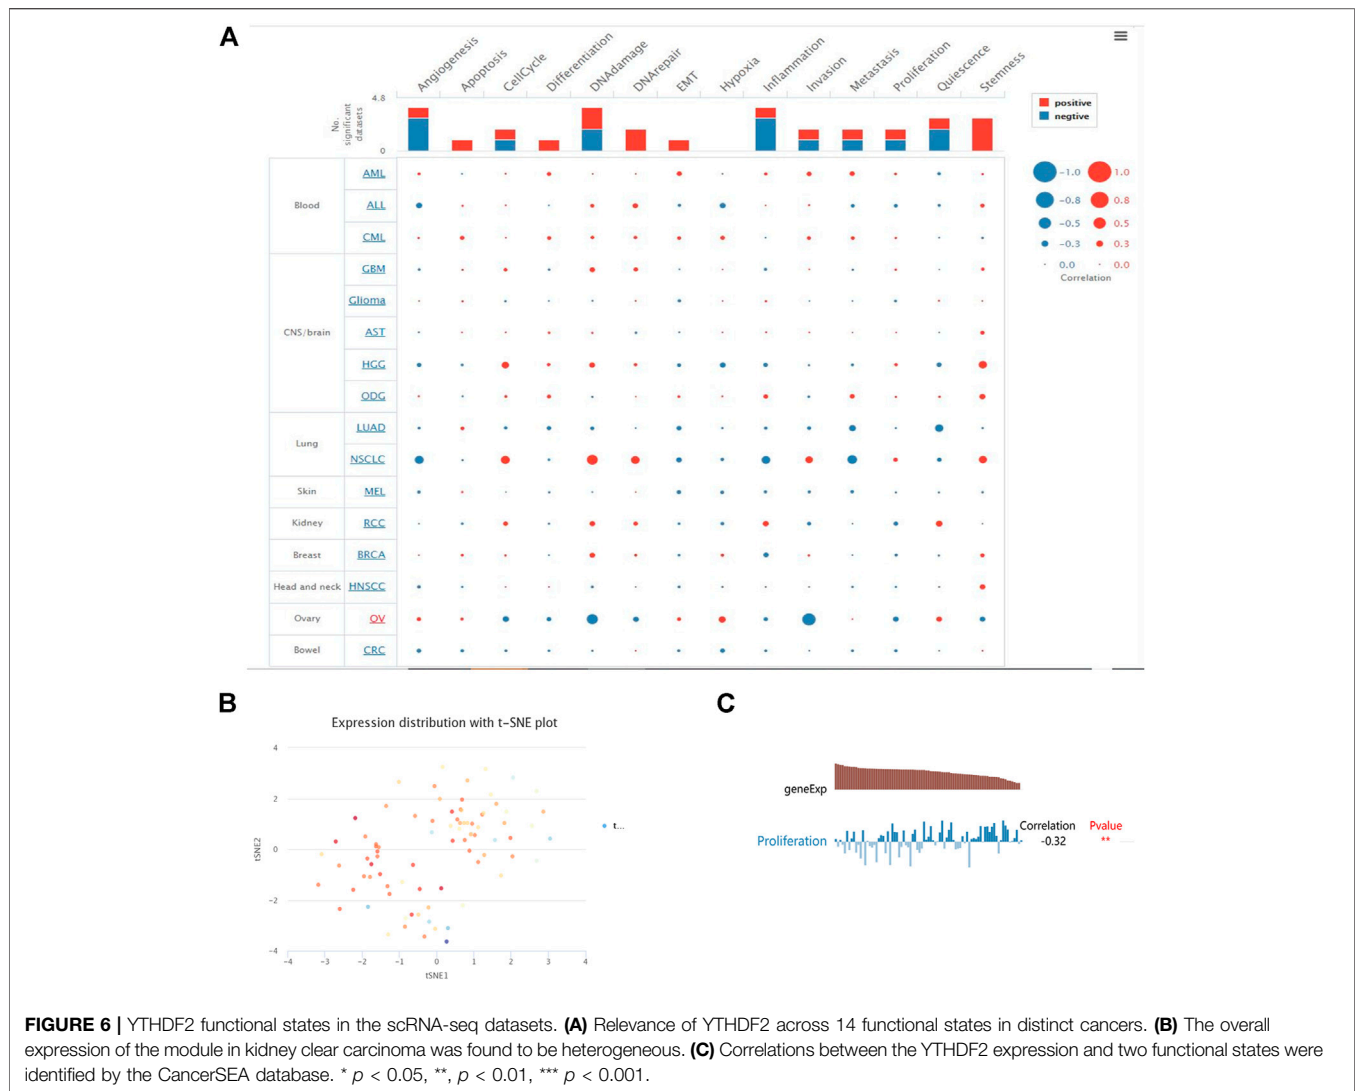 A
Angiogenesis
Apoptosis
CellCycle
Differentiation
DNAdamage
DNArepair
EMT
Hypoxia
Inflammation
Invasion
Metastasis
Proliferation
Quiescence
Stemness
4.8
No. significant datasets
0
positive
negtive
-1.0 1.0
-0.8 0.8
-0.5 0.5
-0.3 0.3
0.0 0.0
Correlation
Blood
AML
ALL
CML
CNS/brain
GBM
Glioma
AST
HGG
ODG
Lung
LUAD
NSCLC
Skin MEL
Kidney RCC
Breast BRCA
Head and neck HNSCC
Ovary OV
Bowel CRC
B
Expression distribution with t-SNE plot
4
2
0
-2
-4
tSNE2
-4 -3 -2 -1 0 1 2 3 4
tSNE1
t...
C
geneExp
Proliferation
Correlation Pvalue
-0.32 **
FIGURE 6 | YTHDF2 functional states in the scRNA-seq datasets. (A) Relevance of YTHDF2 across 14 functional states in distinct cancers. (B) The overall
expression of the module in kidney clear carcinoma was found to be heterogeneous. (C) Correlations between the YTHDF2 expression and two functional states were
identified by the CancerSEA database. * p < 0.05, **, p < 0.01, *** p < 0.001.